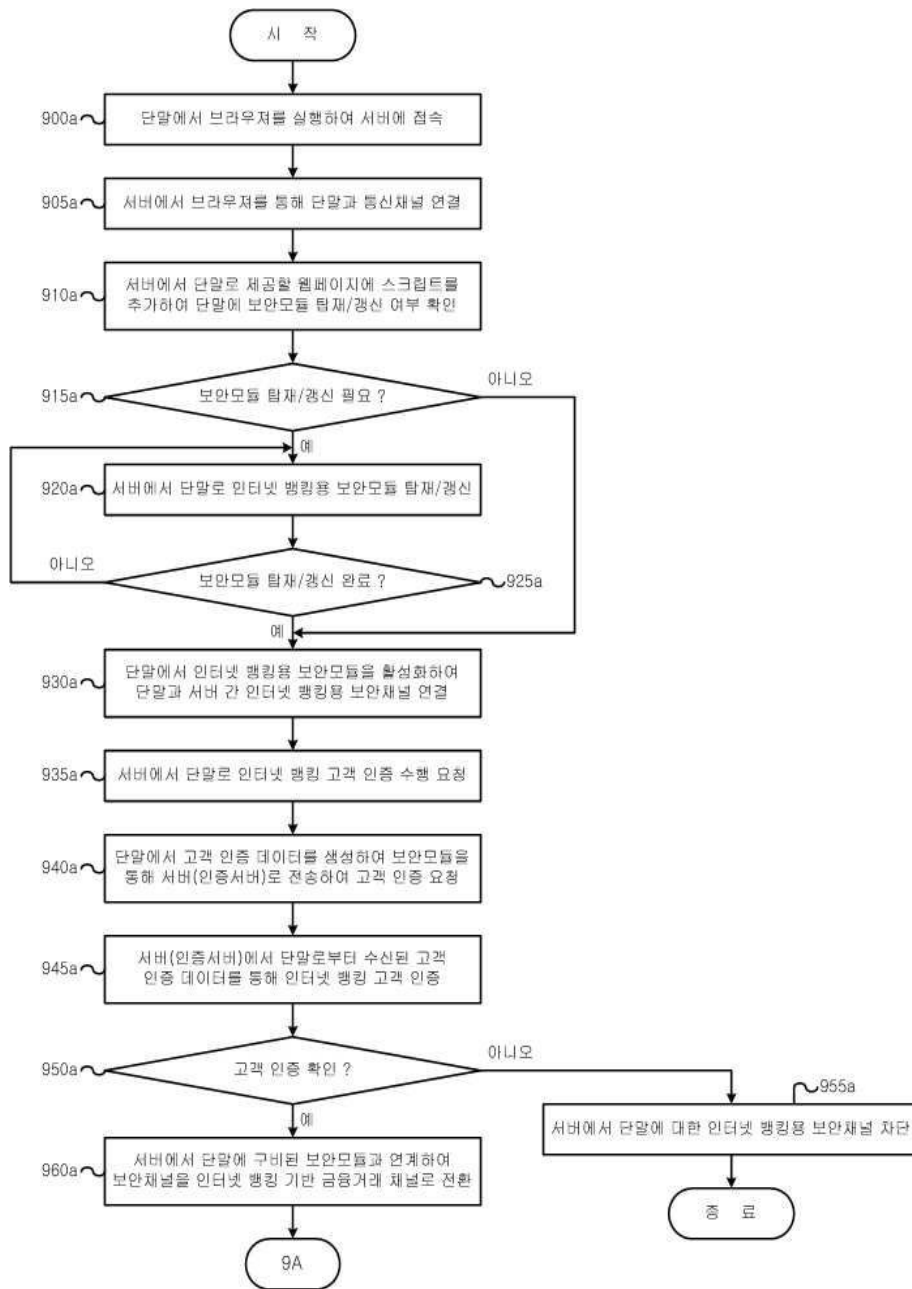 시 작
900a
단말에서 브라우져를 실행하여 서버에 접속
905a
서버에서 브라우져를 통해 단말과 통신채널 연결
910a
서버에서 단말로 제공할 웹페이지에 스크립트를
추가하여 단말에 보안모듈 탑재/갱신 여부 확인
아니오
915a
보안모듈 탑재/갱신 필요 ?
예
920a
서버에서 단말로 인터넷 뱅킹용 보안모듈 탑재/갱신
아니오
보안모듈 탑재/갱신 완료 ?
925a
예
930a
단말에서 인터넷 뱅킹용 보안모듈을 활성화하여
단말과 서버 간 인터넷 뱅킹용 보안채널 연결
935a
서버에서 단말로 인터넷 뱅킹 고객 인증 수행 요청
940a
단말에서 고객 인증 데이터를 생성하여 보안모듈을
통해 서버(인증서버)로 전송하여 고객 인증 요청
945a
서버(인증서버)에서 단말로부터 수신된 고객
인증 데이터를 통해 인터넷 뱅킹 고객 인증
아니오
950a
고객 인증 확인 ?
955a
예
서버에서 단말에 대한 인터넷 뱅킹용 보안채널 차단
960a
서버에서 단말에 구비된 보안모듈과 연계하여
보안채널을 인터넷 뱅킹 기반 금융거래 채널로 전환
종 료
9A